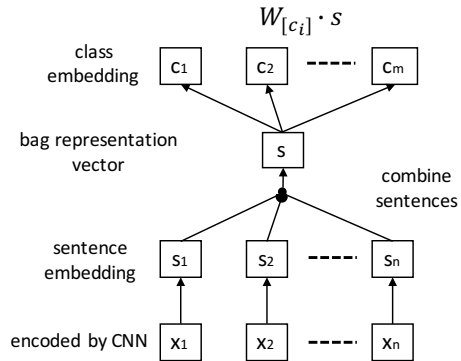 W[cᵢ] · s
class
embedding
c1 c2 cm
bag representation
vector
s
combine
sentences
sentence
embedding
s1 s2 sn
encoded by CNN
x1 x2 xn